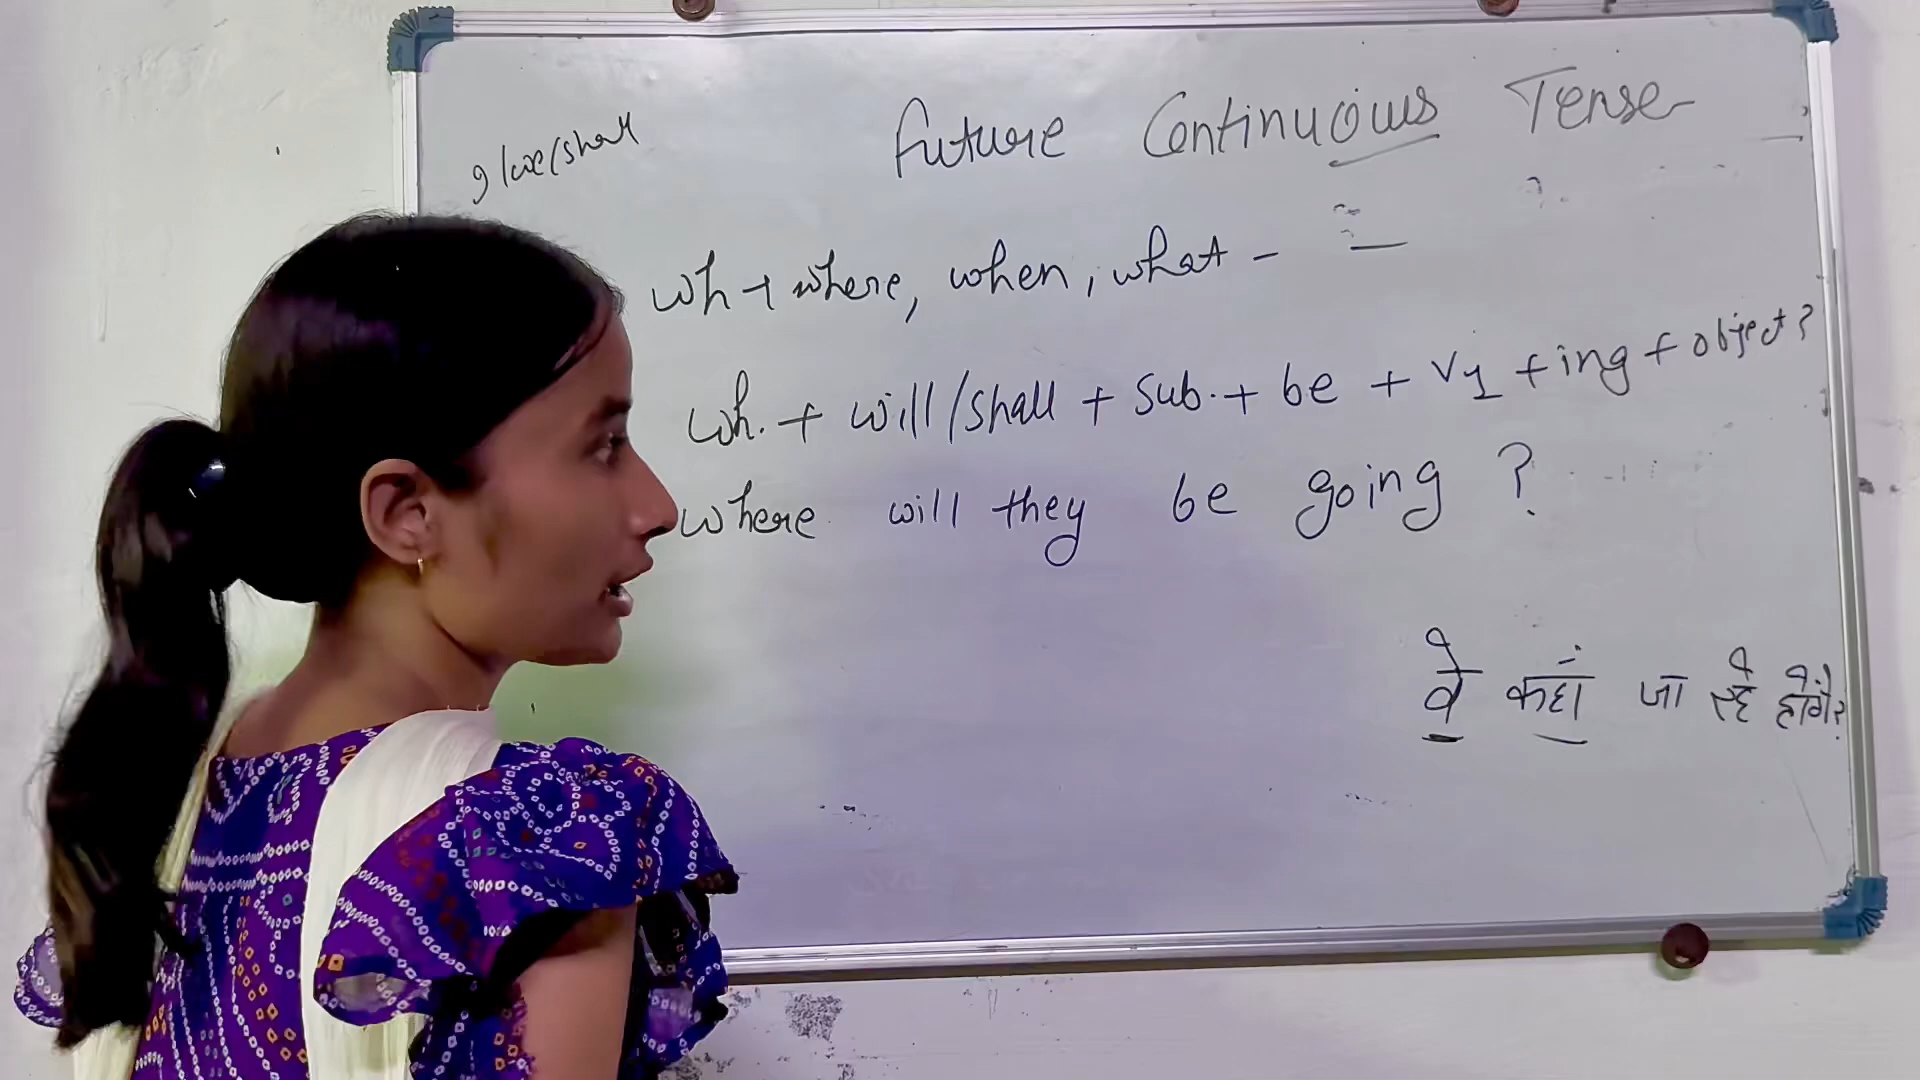 Future Continuous Tense
I/we/shall
Wh + where, when, what -
Wh. + will/shall + Sub. + be + V1 + ing + object?
where will they be going ?
वे कहां जा रहे होंगे?